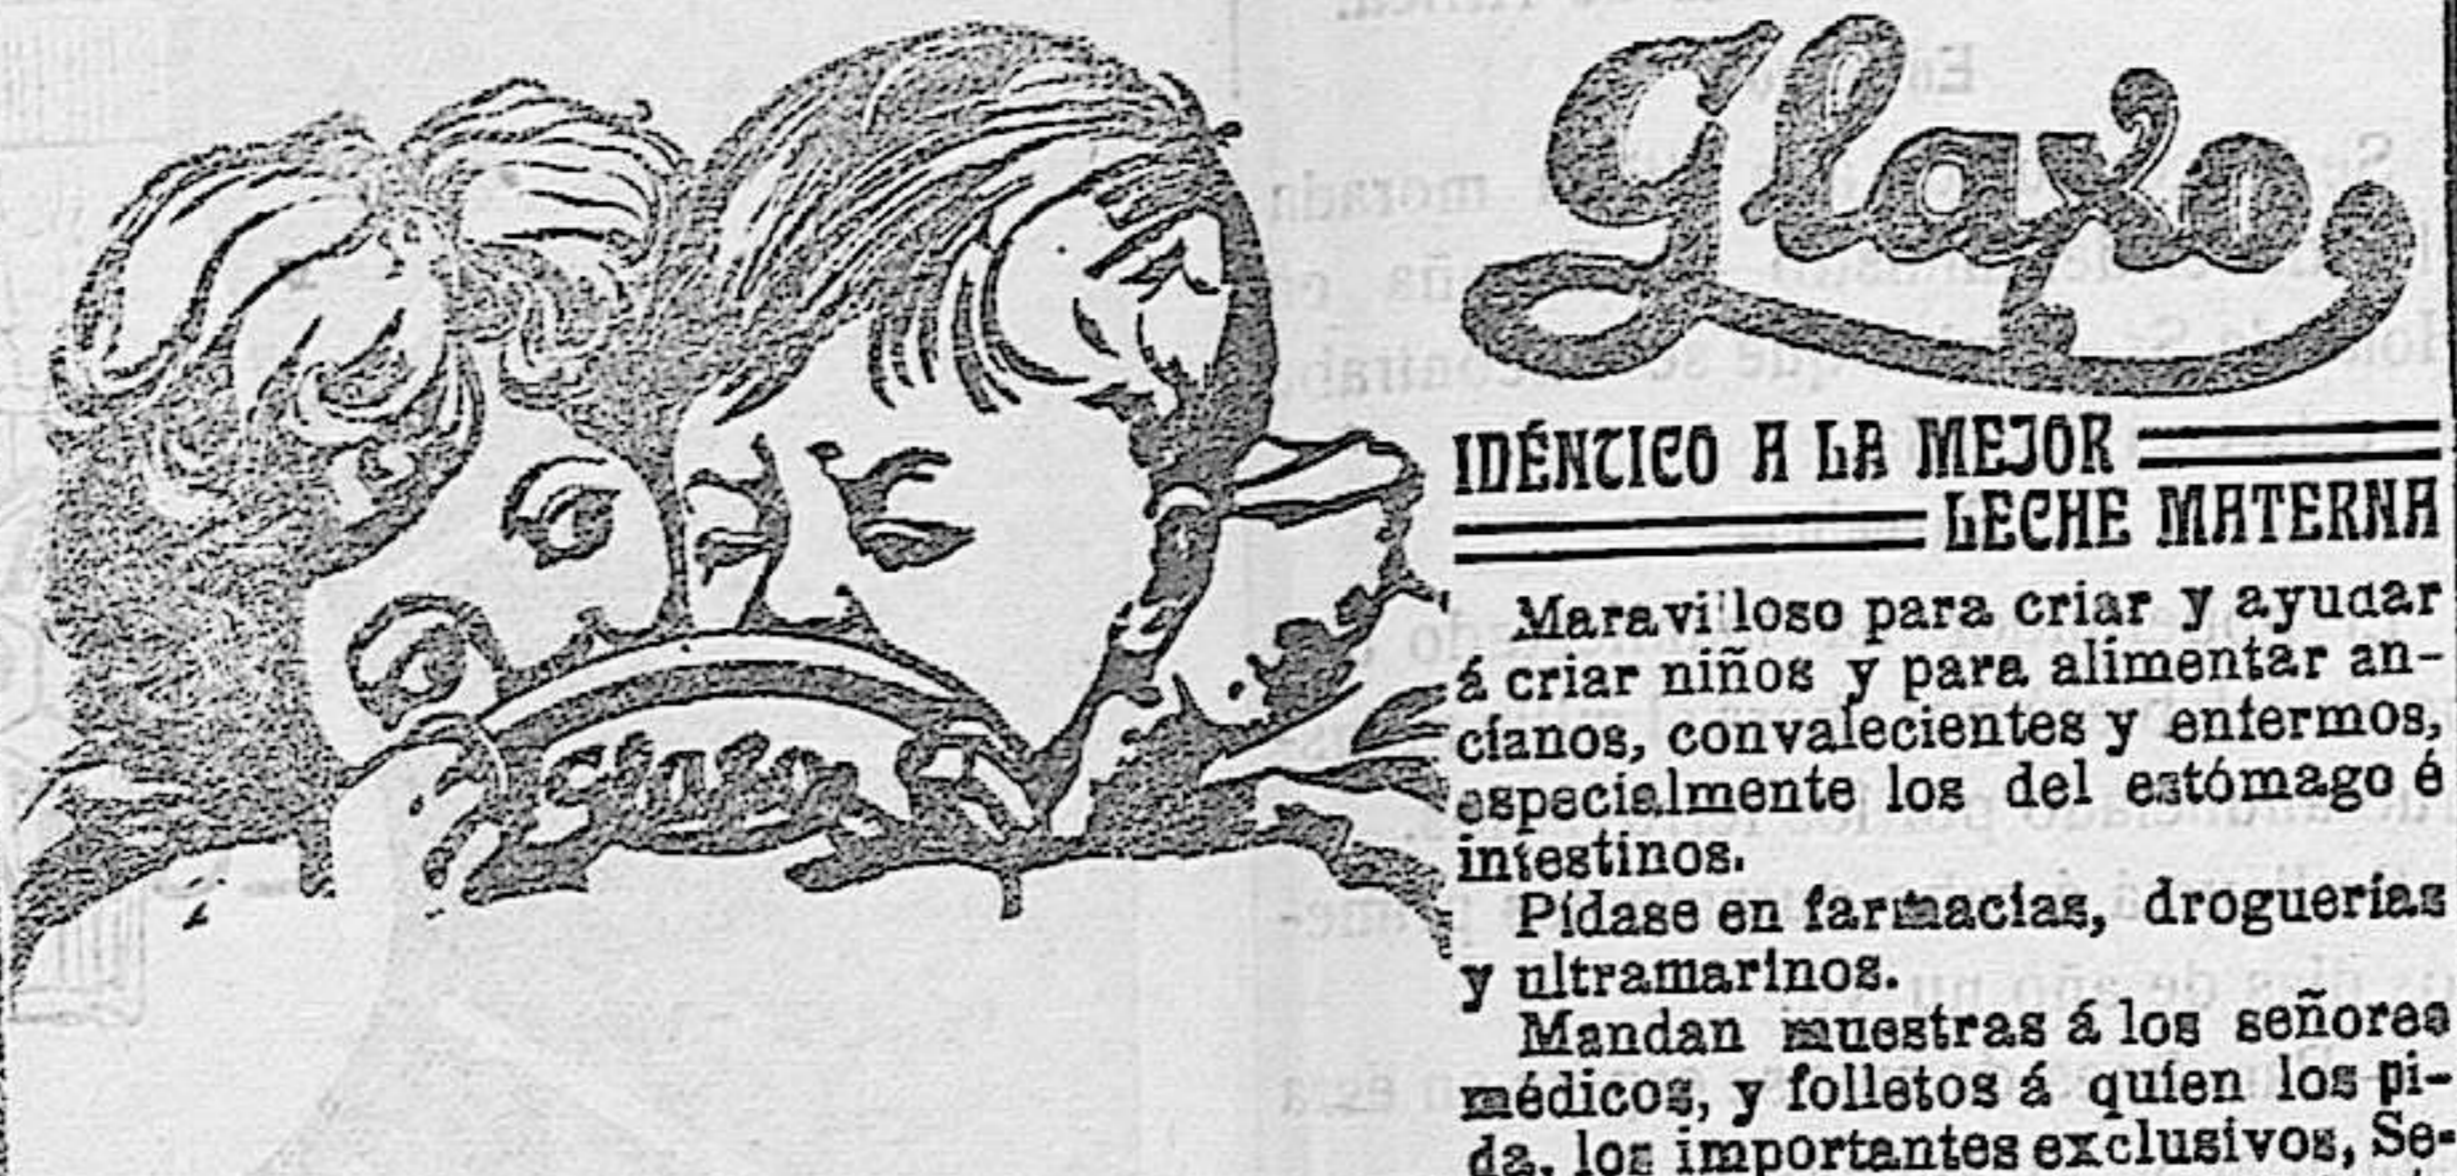 Glaxo
Glaxo
IDÉNTICO A LA MEJOR
LECHE MATERNA
Maravilloso para criar y ayudar
á criar niños y para alimentar an-
cianos, convalecientes y enfermos,
especialmente los del estómago é
intestinos.
Pídase en farmacias, droguerías
y ultramarinos.
Mandan muestras á los señores
médicos, y folletos á quien los pi-
da, los importantes exclusivos, Se-